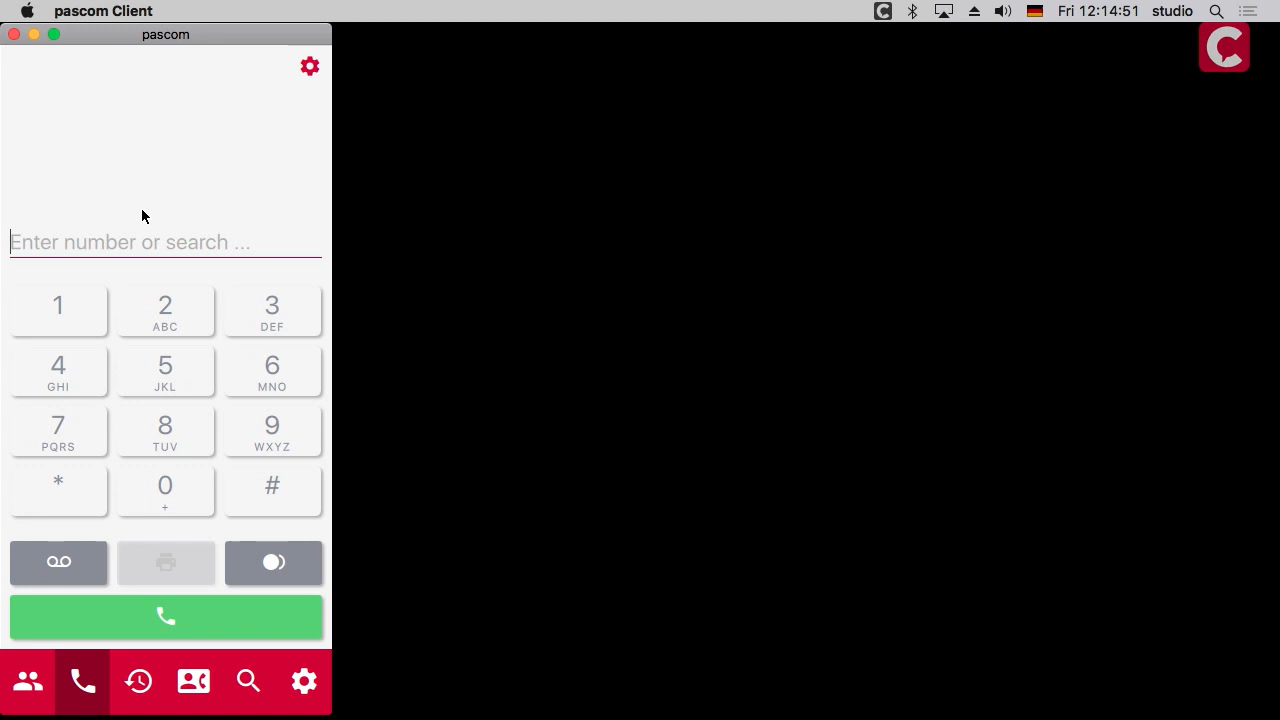 pascom Client
Fri 12:14:51 studio
pascom
Enter number or search ...
1
2
3
ABC
DEF
4
5
6
GHI
JKL
MNO
7
8
9
PQRS
TUV
WXYZ
*
0
#
+